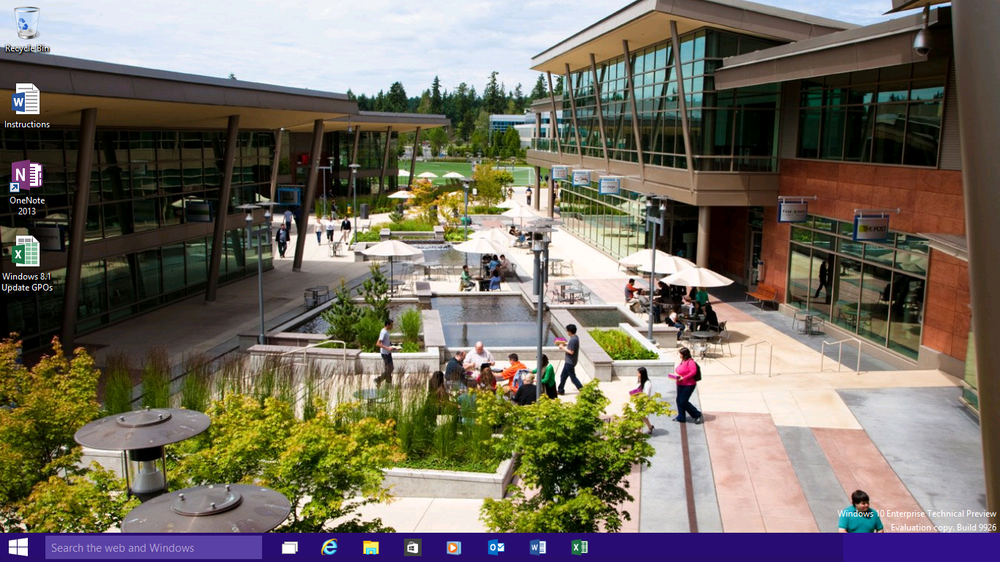 Recycle Bin
Instructions
OneNote
2013
Windows 8.1
Update GPOs
THE POST
Windows 10 Enterprise Technical Preview
Evaluation copy. Build 9926
Search the web and Windows